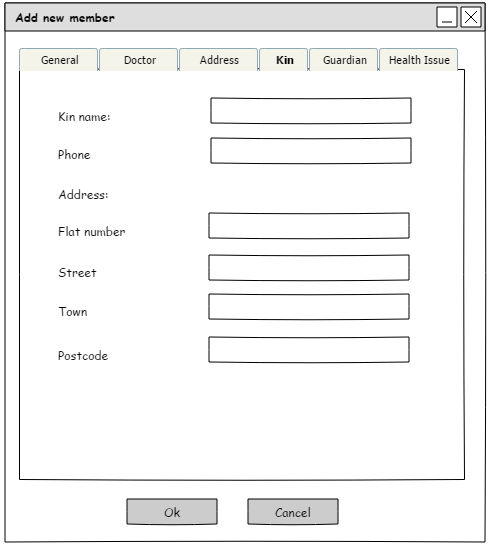 Add new member
General Doctor Address Kin Guardian Health Issue
Kin name:
Phone
Address:
Flat number
Street
Town
Postcode
Ok Cancel